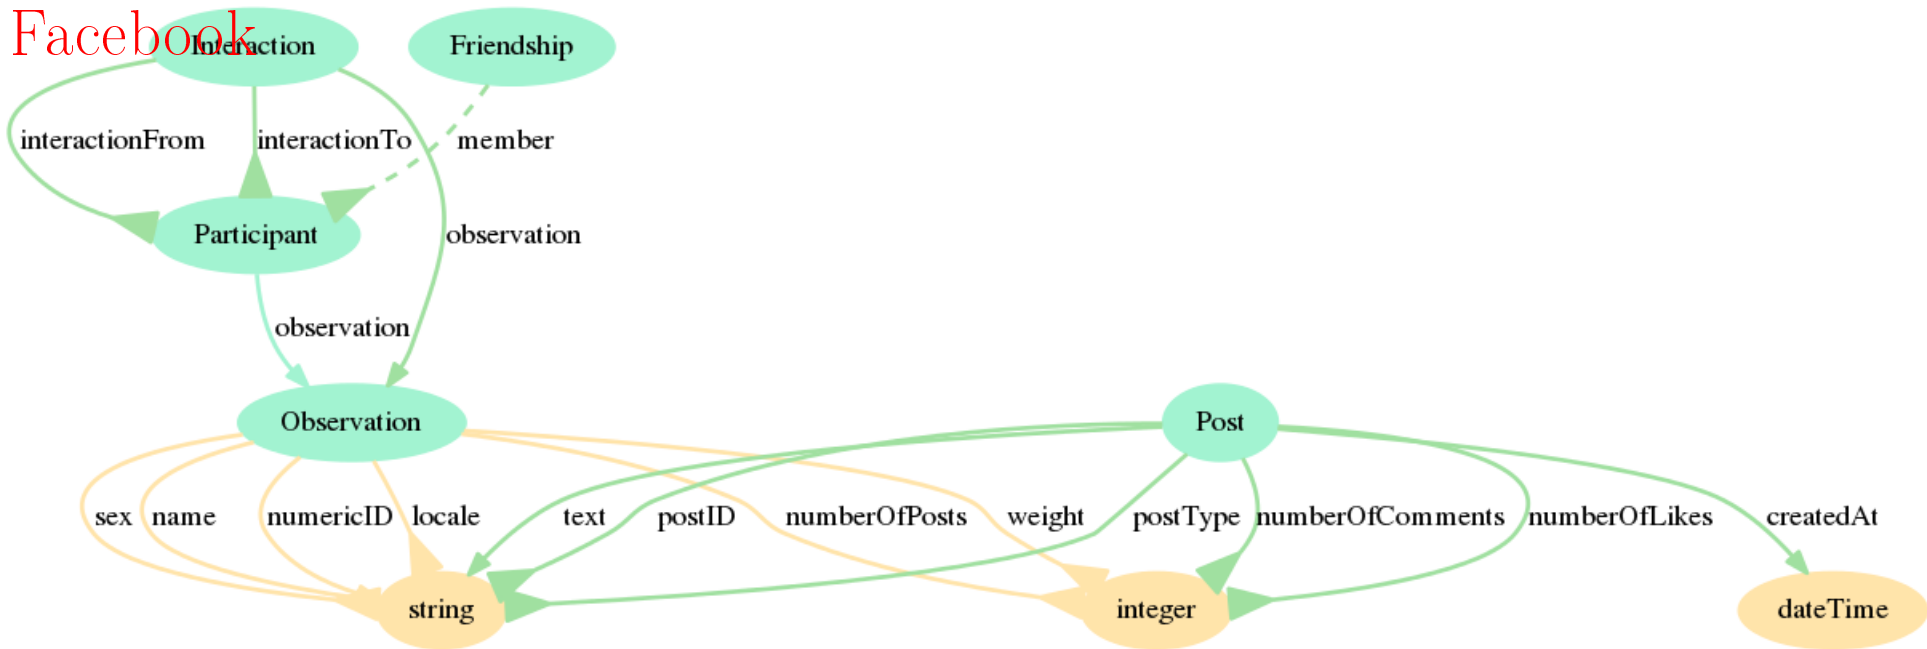 Facebook
Interaction
Friendship
interactionFrom
interactionTo
member
Participant
observation
observation
Observation
Post
sex
name
numericID
locale
text
postID
numberOfPosts
weight
postType
numberOfComments
numberOfLikes
createdAt
string
integer
dateTime